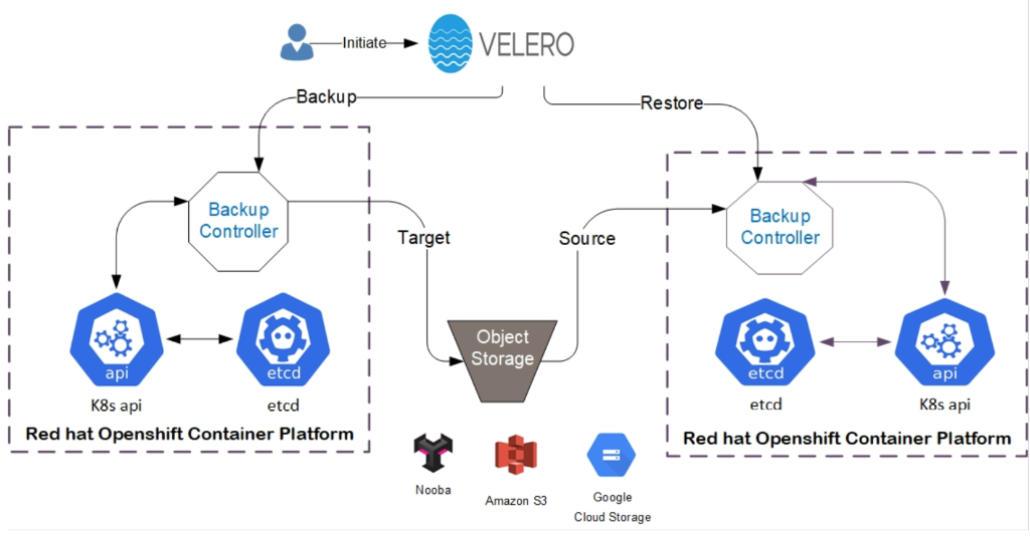 Initiate
VELERO
Backup
Restore
Backup
Controller
Target
Source
Backup
Controller
Object
Storage
api
etcd
etcd
api
K8s api
etcd
etcd
K8s api
Red hat Openshift Container Platform
Red hat Openshift Container Platform
Nooba
Amazon S3
Google
Cloud Storage